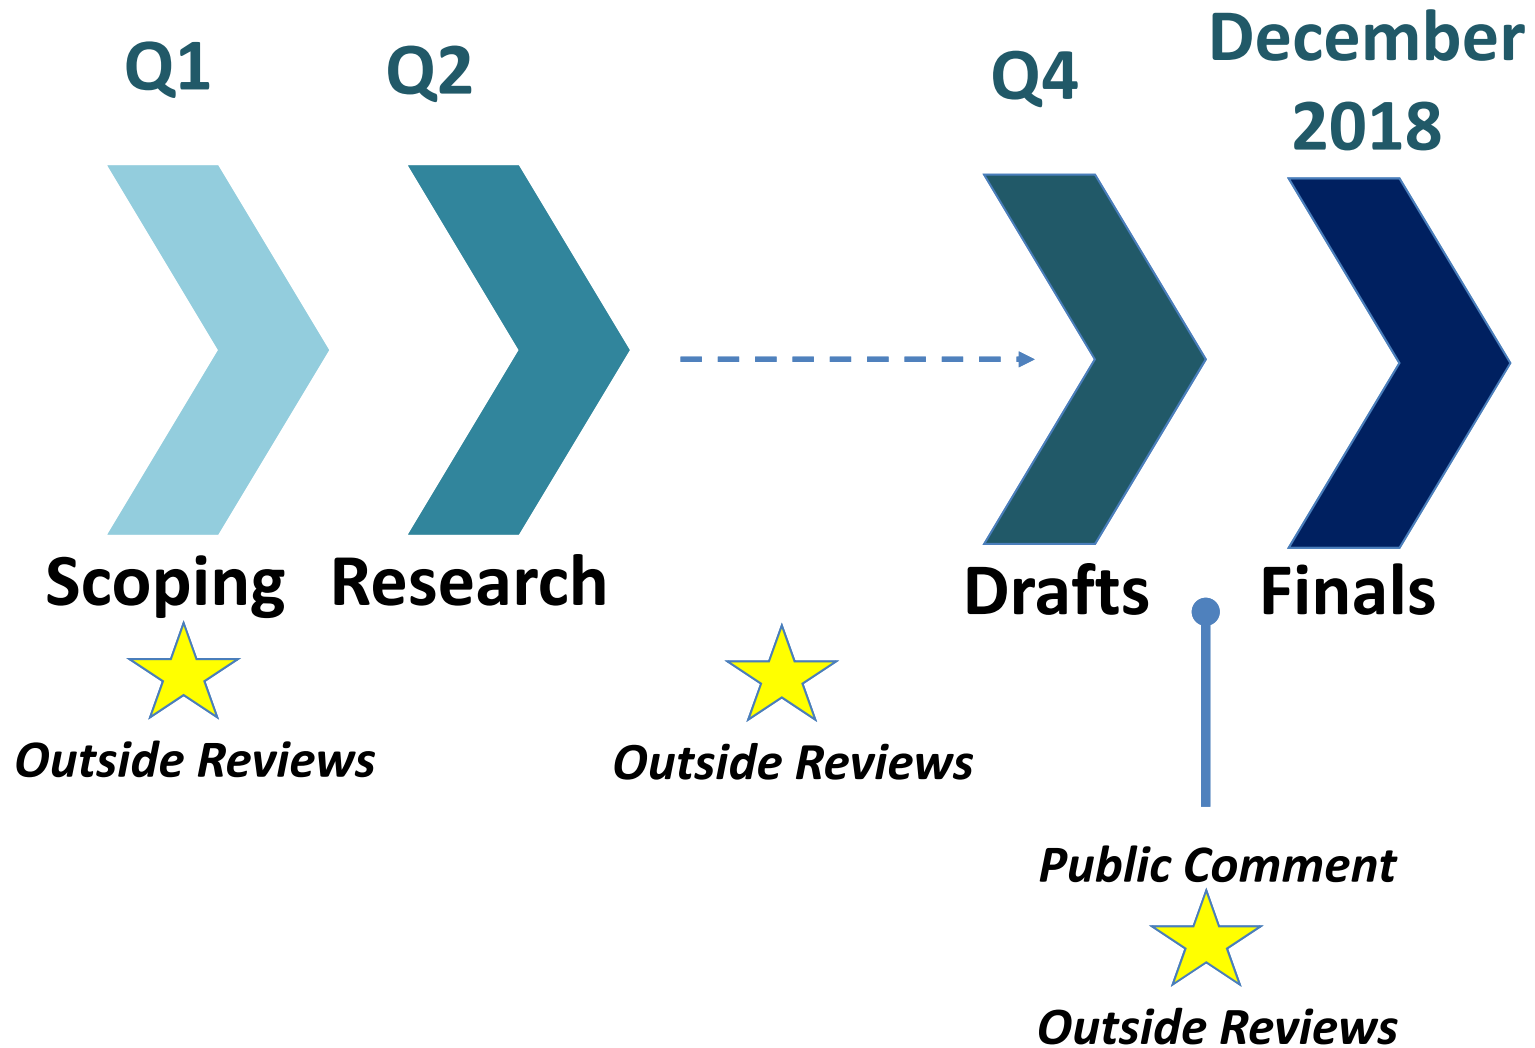 Q1
Q2
Q4
December
2018
Scoping
Research
Drafts
Finals
Outside Reviews
Outside Reviews
Public Comment
Outside Reviews